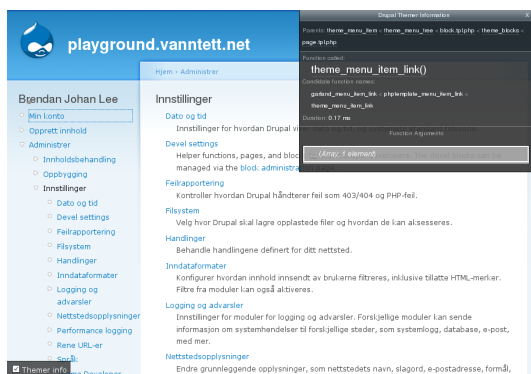 playground.vanntett.net
Hjem › Administrer
Brendan Johan Lee
Min konto
Opprett innhold
Administrer
Innholdsbehandling
Oppbygging
Innstillinger
Dato og tid
Devel settings
Feilrapportering
Filsystem
Handlinger
Inndataformater
Logging og
advarsler
Nettstedsopplysninger
Performance logging
Rene URL-er
Språk
Developer
Themer info
Innstillinger
Dato og tid
Innstillinger for hvordan Drupal
Devel settings
Helper functions, pages, and
managed via the block administra
Feilrapportering
Kontroller hvordan Drupal håndterer feil som 403/404 og PHP-feil.
Filsystem
Velg hvor Drupal skal lagre opplastede filer og hvordan de kan aksesseres.
Handlinger
Behandle handlingene definert for ditt nettsted.
Inndataformater
Konfigurer hvordan innhold innsendt av brukerne filtreres, inklusive tillatte HTML-merker.
Filtre fra moduler kan også aktiveres.
Logging og advarsler
Innstillinger for moduler for logging og advarsler. Forskjellige moduler kan sende
informasjon om systemhendelser til forskjellige steder, som systemlogg, database, e-post,
med mer.
Nettstedsopplysninger
Endre grunnleggende opplysninger, som nettstedets navn, slagord, e-postadresse, formål,
Drupal Themer Information
X
Parents: theme_menu_item < theme_menu_tree < block.tpl.php < theme_blocks <
page.tpl.php
Function called:
theme_menu_item_link()
Candidate function names:
garland_menu_item_link < phptemplate_menu_item_link <
theme_menu_item_link
Duration: 0.17 ms
Function Arguments
(Array, 1 element)